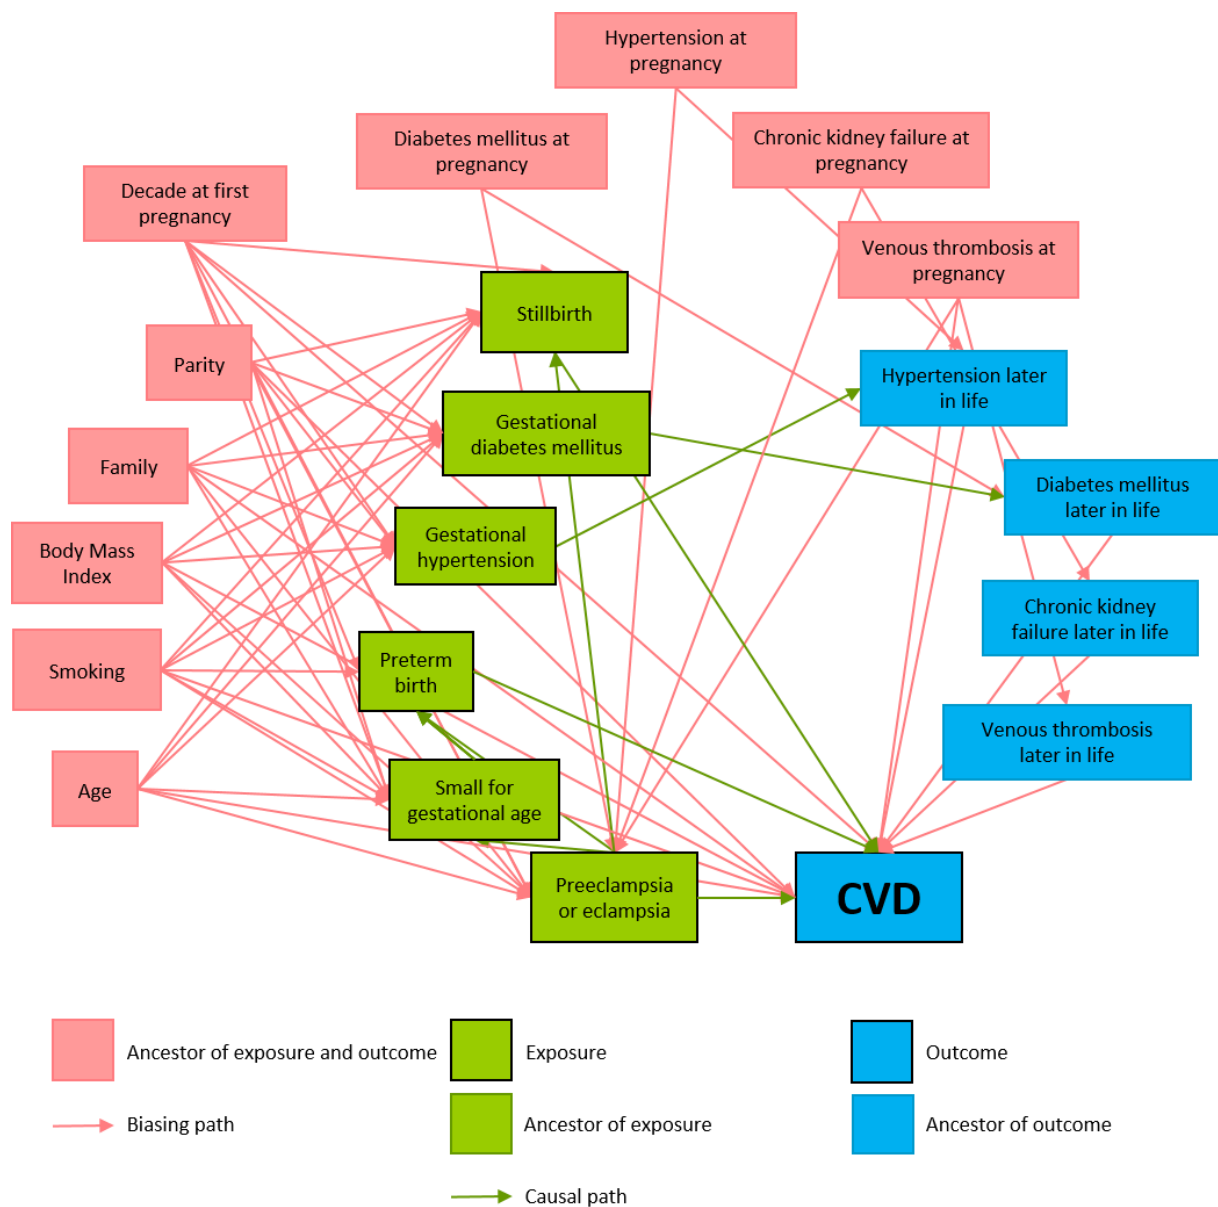 Hypertension at
pregnancy
Diabetes mellitus at
pregnancy
Chronic kidney failure at
pregnancy
Decade at first
pregnancy
Venous thrombosis at
pregnancy
Stillbirth
Parity
Hypertension later
in life
Gestational
diabetes mellitus
Family
Diabetes mellitus
later in life
Gestational
hypertension
Body Mass
Index
Chronic kidney
failure later in life
Preterm
birth
Smoking
Venous thrombosis
later in life
Age
Small for
gestational age
Preeclampsia
or eclampsia
CVD
Ancestor of exposure and outcome
Exposure
Outcome
Biasing path
Ancestor of exposure
Ancestor of outcome
Causal path